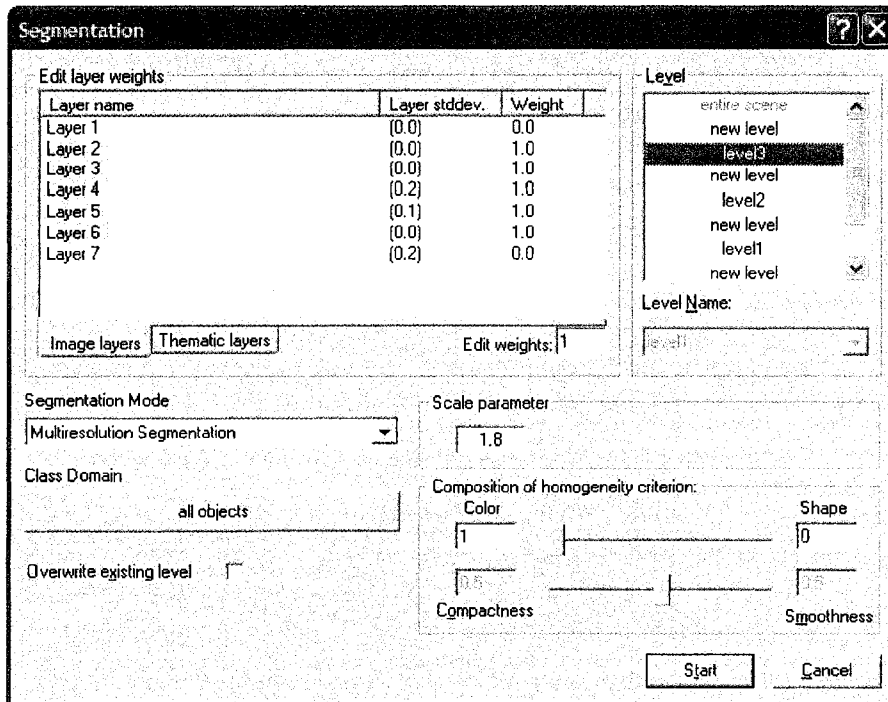 Segmentation
Edit layer weights
Layer name Layer stddev. Weight
Layer 1 (0.0) 0.0
Layer 2 (0.0) 1.0
Layer 3 (0.0) 1.0
Layer 4 (0.2) 1.0
Layer 5 (0.1) 1.0
Layer 6 (0.0) 1.0
Layer 7 (0.2) 0.0
Image layers Thematic layers Edit weights: 1
Level
entire scene
new level
level3
new level
level2
new level
level1
new level
Level Name:
Segmentation Mode
Multiresolution Segmentation
Class Domain
all objects
Overwrite existing level
Scale parameter
1.8
Composition of homogeneity criterion:
Color Shape
1 0
0.5 0.5
Compactness Smoothness
Start Cancel